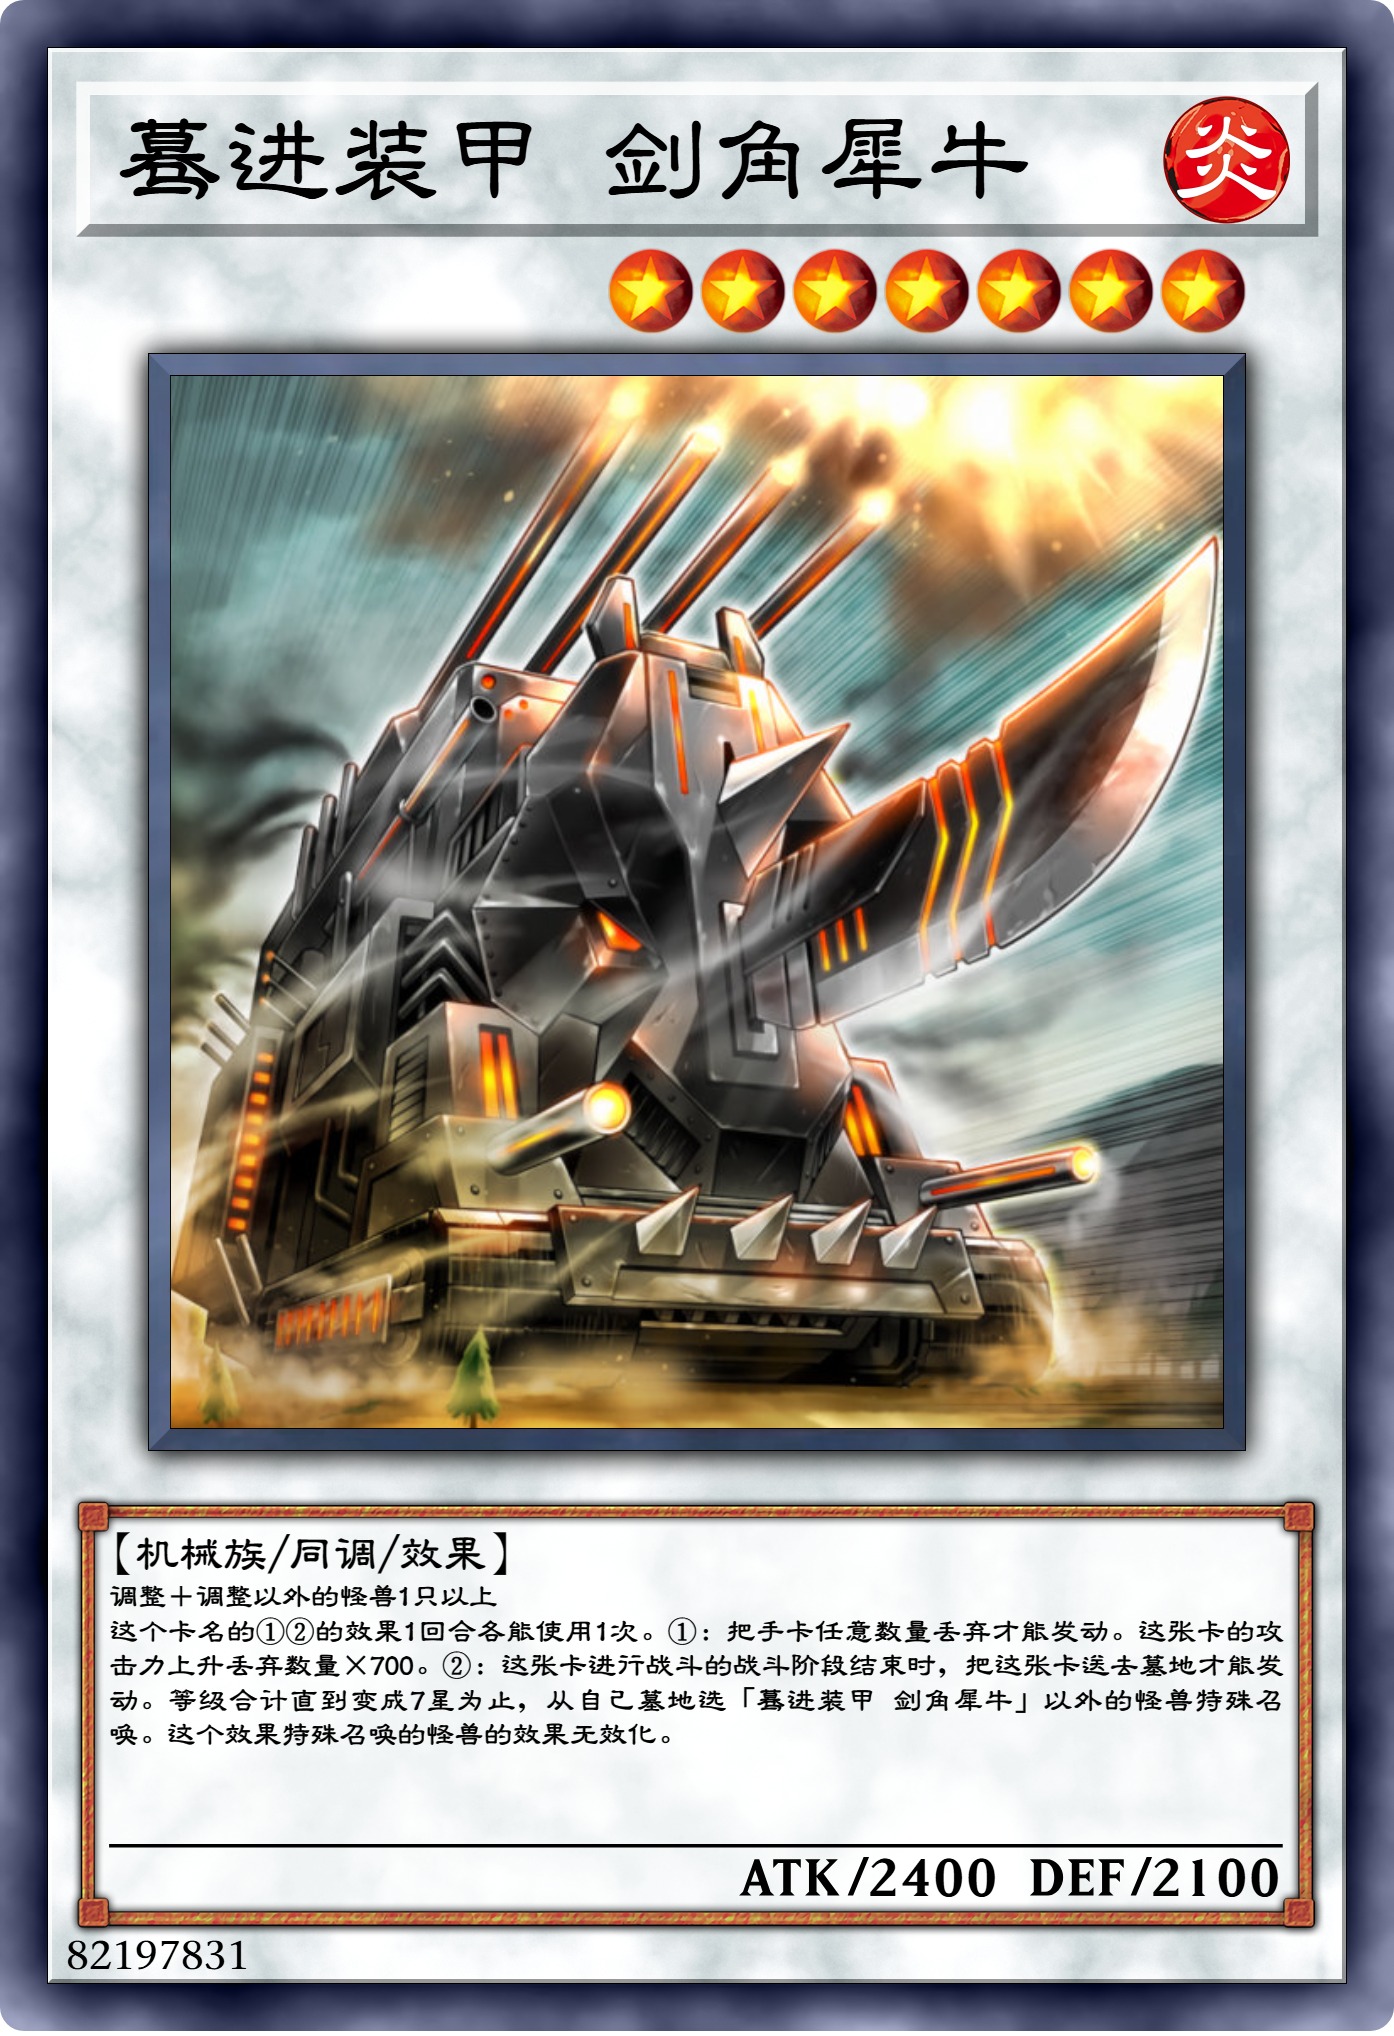 蓦进装甲 剑角犀牛
炎
【机械族/同调/效果】
调整＋调整以外的怪兽1只以上
这个卡名的①②的效果1回合各能使用1次。①：把手卡任意数量丢弃才能发动。这张卡的攻
击力上升丢弃数量×700。②：这张卡进行战斗的战斗阶段结束时，把这张卡送去墓地才能发
动。等级合计直到变成7星为止，从自己墓地选「蓦进装甲 剑角犀牛」以外的怪兽特殊召
唤。这个效果特殊召唤的怪兽的效果无效化。
ATK/2400 DEF/2100
82197831